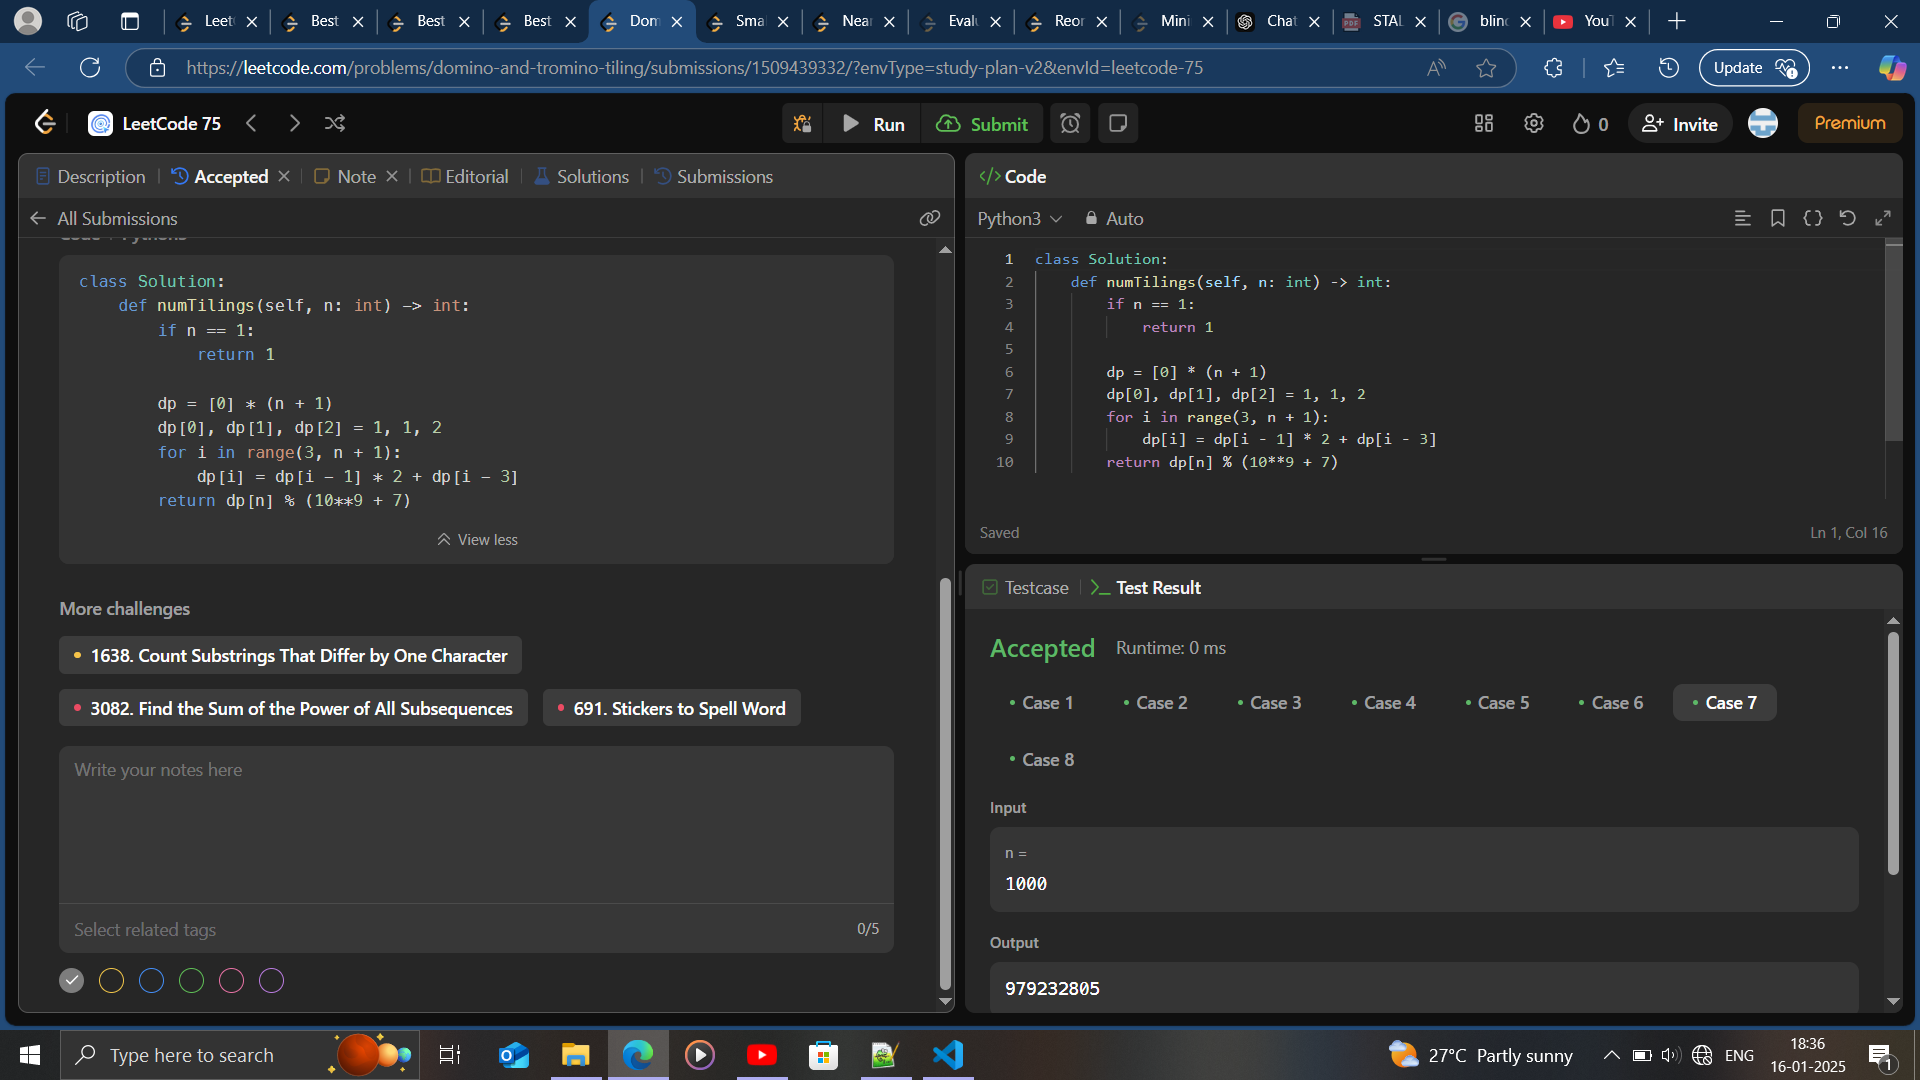 Leet
Best
Best
Best
Dom
Smal
Near
Evalu
Reor
Mini
Chat
STAL
blind
YouT
https://leetcode.com/problems/domino-and-tromino-tiling/submissions/1509439332/?envType=study-plan-v2&envId=leetcode-75
Update
LeetCode 75
Run
Submit
0
Invite
Premium
Description
Accepted
Note
Editorial
Solutions
Submissions
All Submissions
class Solution:
def numTilings(self, n: int) -> int:
if n == 1:
return 1
dp = [0] * (n + 1)
dp[0], dp[1], dp[2] = 1, 1, 2
for i in range(3, n + 1):
dp[i] = dp[i - 1] * 2 + dp[i - 3]
return dp[n] % (10**9 + 7)
View less
More challenges
1638. Count Substrings That Differ by One Character
3082. Find the Sum of the Power of All Subsequences
691. Stickers to Spell Word
Write your notes here
Select related tags
0/5
Code
Python3
Auto
1 class Solution:
2 def numTilings(self, n: int) -> int:
3 if n == 1:
4 return 1
5
6 dp = [0] * (n + 1)
7 dp[0], dp[1], dp[2] = 1, 1, 2
8 for i in range(3, n + 1):
9 dp[i] = dp[i - 1] * 2 + dp[i - 3]
10 return dp[n] % (10**9 + 7)
Saved
Ln 1, Col 16
Testcase
Test Result
Accepted Runtime: 0 ms
Case 1
Case 2
Case 3
Case 4
Case 5
Case 6
Case 7
Case 8
Input
n =
1000
Output
979232805
Type here to search
27°C Partly sunny
ENG
18:36
16-01-2025
1